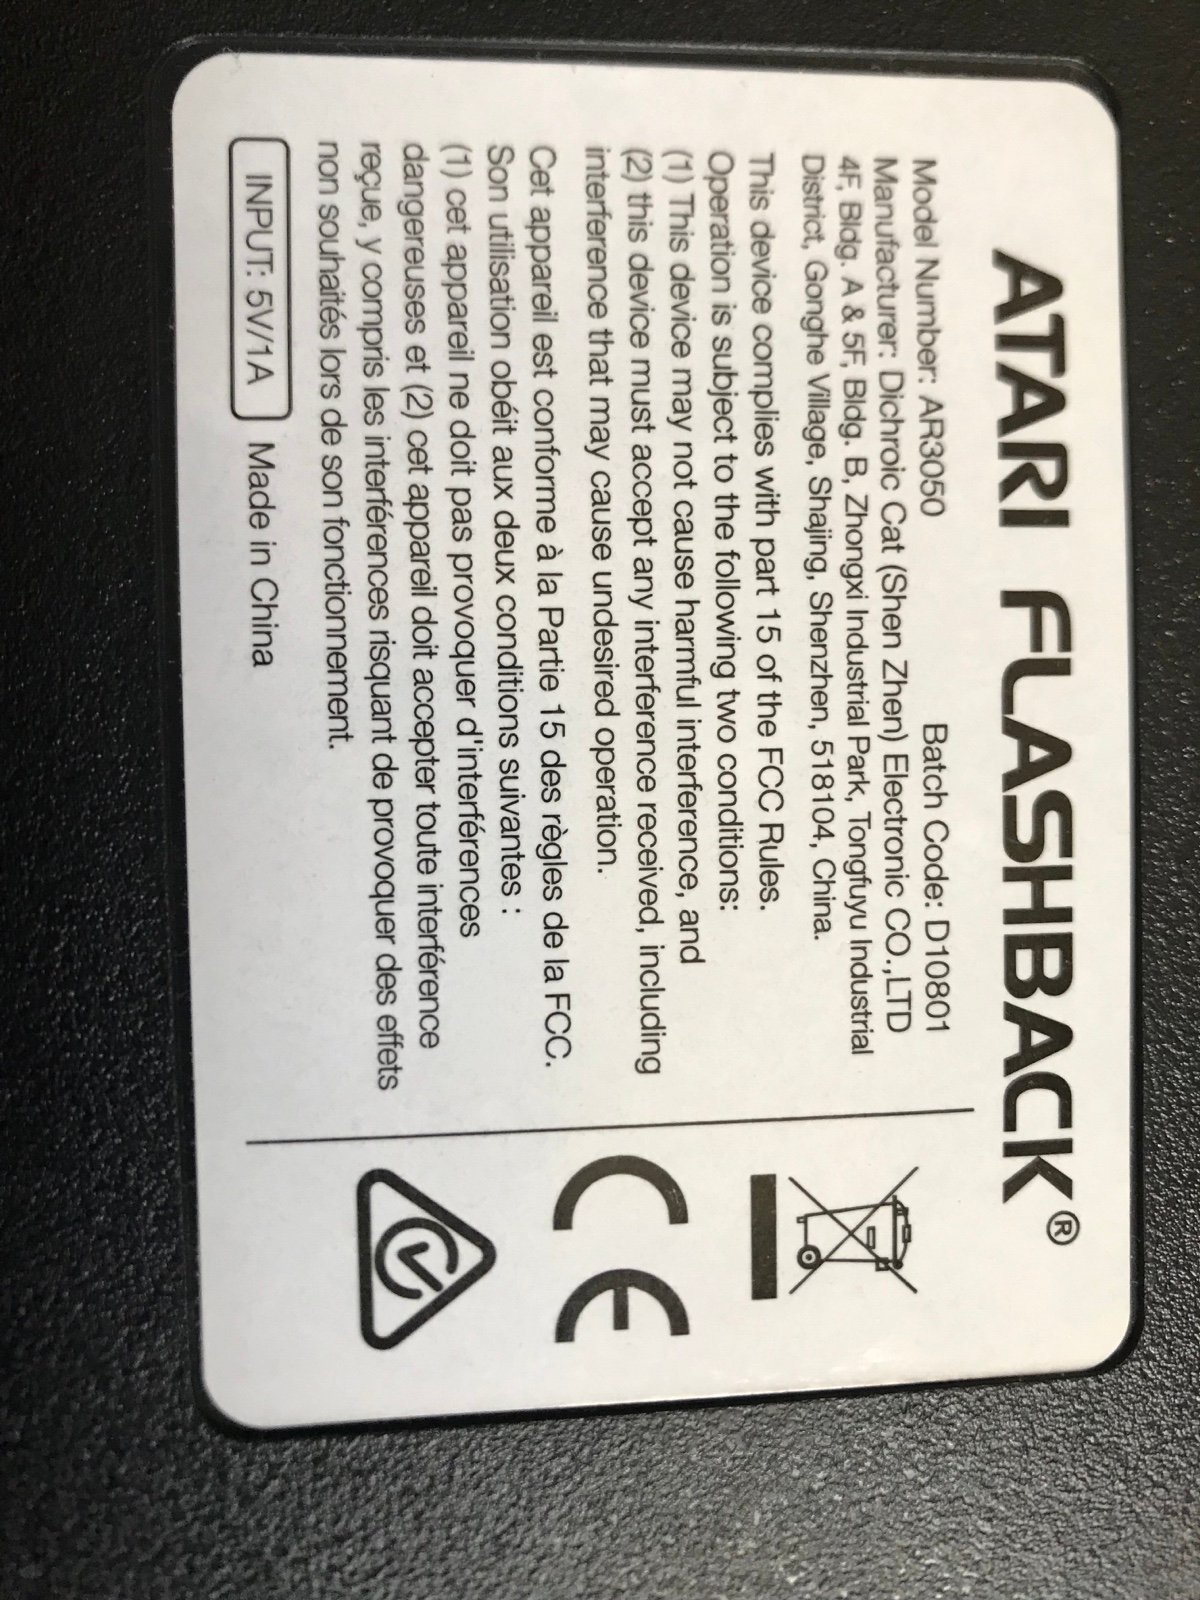 ATARI FLASHBACK®
Model Number: AR3050 Batch Code: D10801
Manufacturer: Dichroic Cat (Shen Zhen) Electronic CO.,LTD
4F, Bldg. A & 5F, Bldg. B, Zhongxi Industrial Park, Tongfuyu Industrial
District, Gonghe Village, Shajing, Shenzhen, 518104, China.
This device complies with part 15 of the FCC Rules.
Operation is subject to the following two conditions:
(1) This device may not cause harmful interference, and
(2) this device must accept any interference received, including
interference that may cause undesired operation.
Cet appareil est conforme à la Partie 15 des règles de la FCC.
Son utilisation obéit aux deux conditions suivantes :
(1) cet appareil ne doit pas provoquer d'interférences
dangereuses et (2) cet appareil doit accepter toute interférence
reçue, y compris les interférences risquant de provoquer des effets
non souhaités lors de son fonctionnement.
INPUT: 5V/1A Made in China
CE